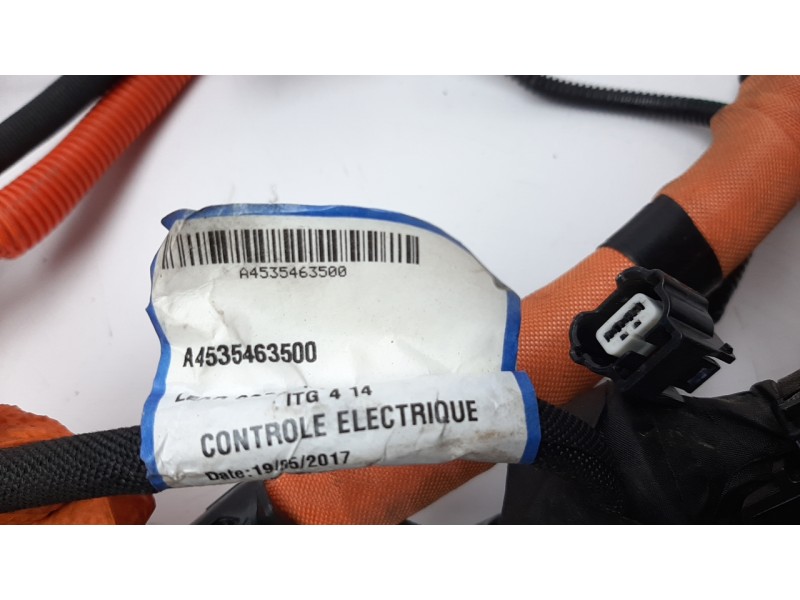 A4535463500
A4535463500
ITG 4 14
CONTROLE ELECTRIQUE
Date:19/05/2017